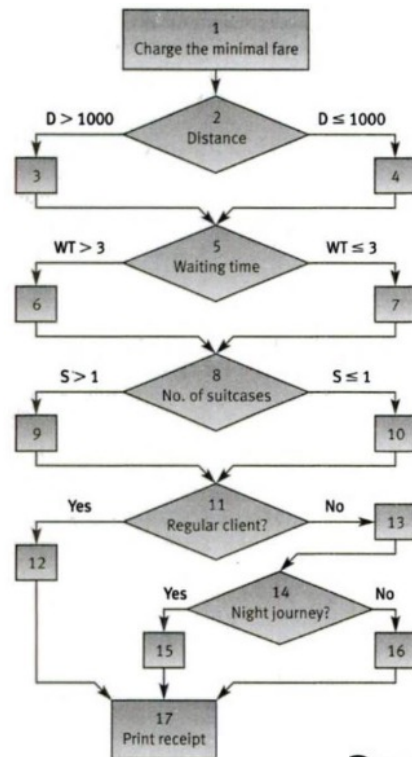 1
Charge the minimal fare
D > 1000
2
Distance
D ≤ 1000
3
4
WT > 3
5
Waiting time
WT ≤ 3
6
7
S > 1
8
No. of suitcases
S ≤ 1
9
10
Yes
11
Regular client?
No
13
12
Yes
14
Night journey?
No
15
16
17
Print receipt